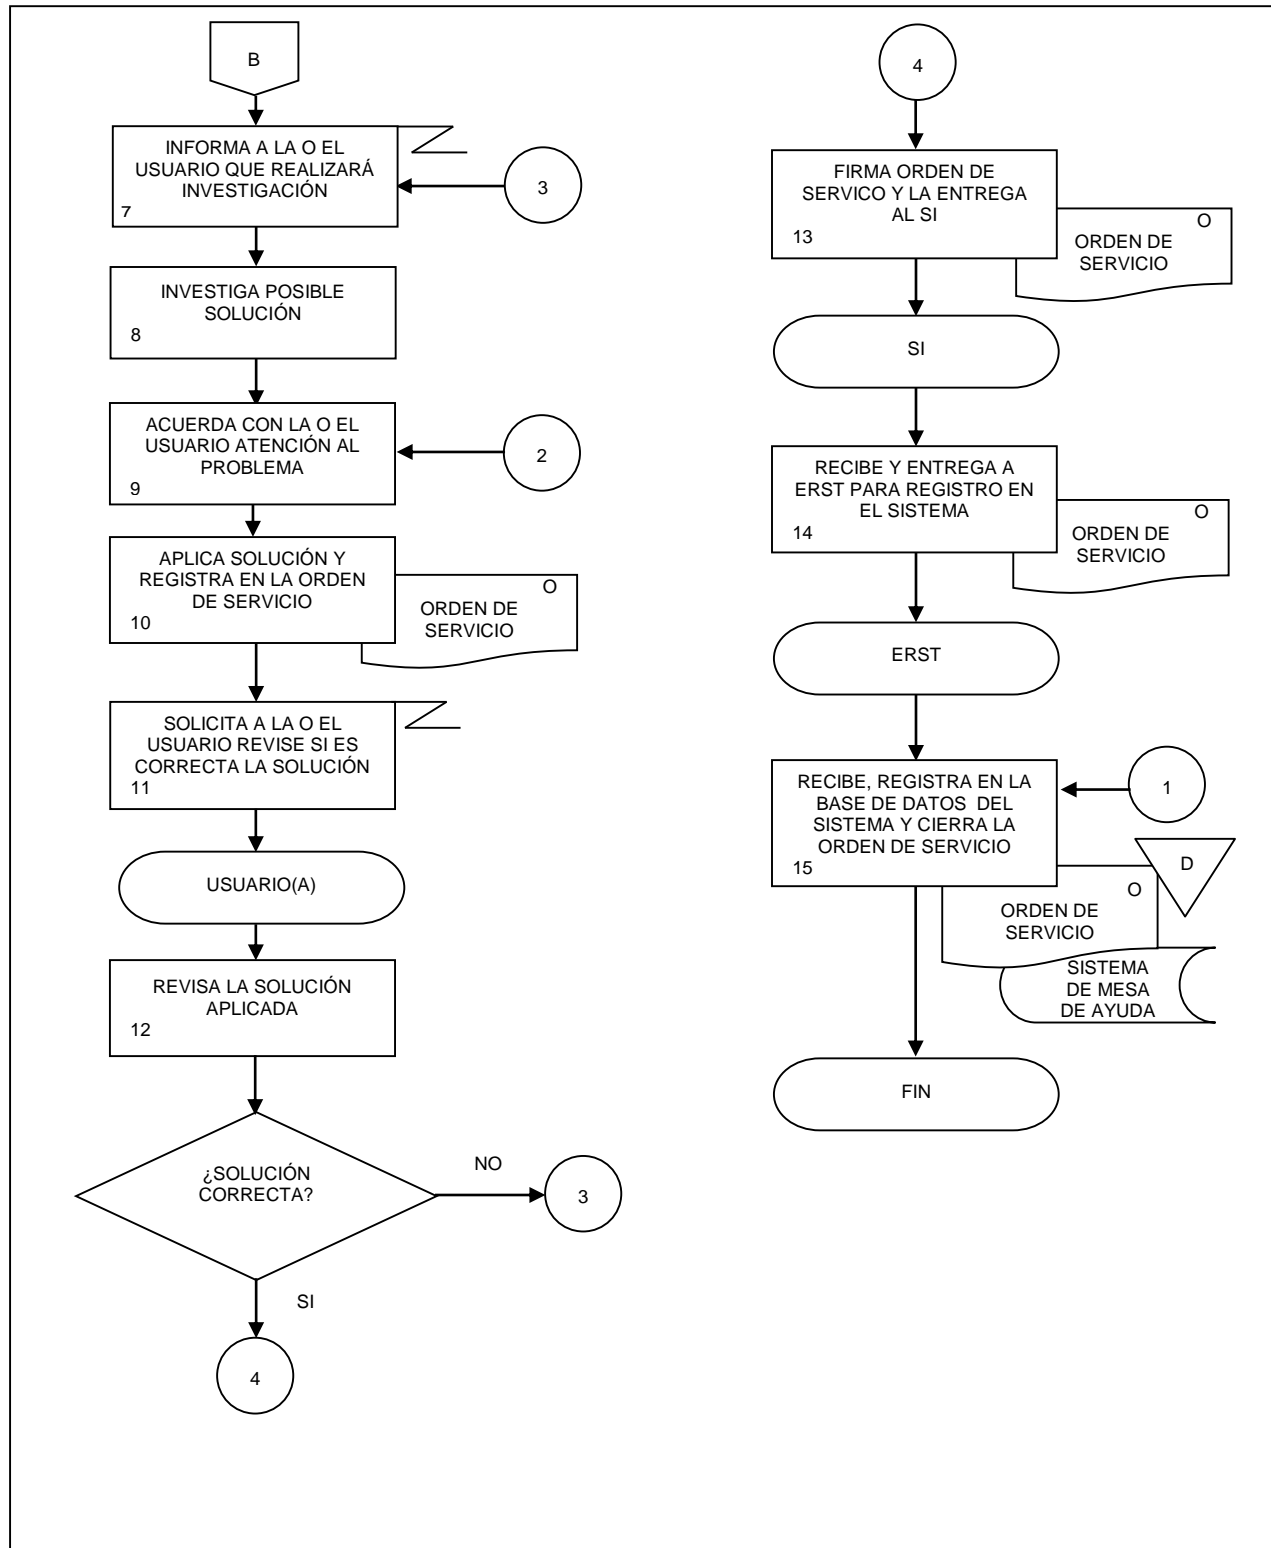 B
INFORMA A LA O EL
USUARIO QUE REALIZARÁ
INVESTIGACIÓN
7
3
INVESTIGA POSIBLE
SOLUCIÓN
8
ACUERDA CON LA O EL
USUARIO ATENCIÓN AL
PROBLEMA
9
2
APLICA SOLUCIÓN Y
REGISTRA EN LA ORDEN
DE SERVICIO
10
O
ORDEN DE
SERVICIO
SOLICITA A LA O EL
USUARIO REVISE SI ES
CORRECTA LA SOLUCIÓN
11
USUARIO(A)
REVISA LA SOLUCIÓN
APLICADA
12
¿SOLUCIÓN
CORRECTA?
NO
3
SI
4
4
FIRMA ORDEN DE
SERVICO Y LA ENTREGA
AL SI
13
O
ORDEN DE
SERVICIO
SI
RECIBE Y ENTREGA A
ERST PARA REGISTRO EN
EL SISTEMA
14
O
ORDEN DE
SERVICIO
ERST
RECIBE, REGISTRA EN LA
BASE DE DATOS  DEL
SISTEMA Y CIERRA LA
ORDEN DE SERVICIO
15
1
D
O
ORDEN DE
SERVICIO
SISTEMA
DE MESA
DE AYUDA
FIN